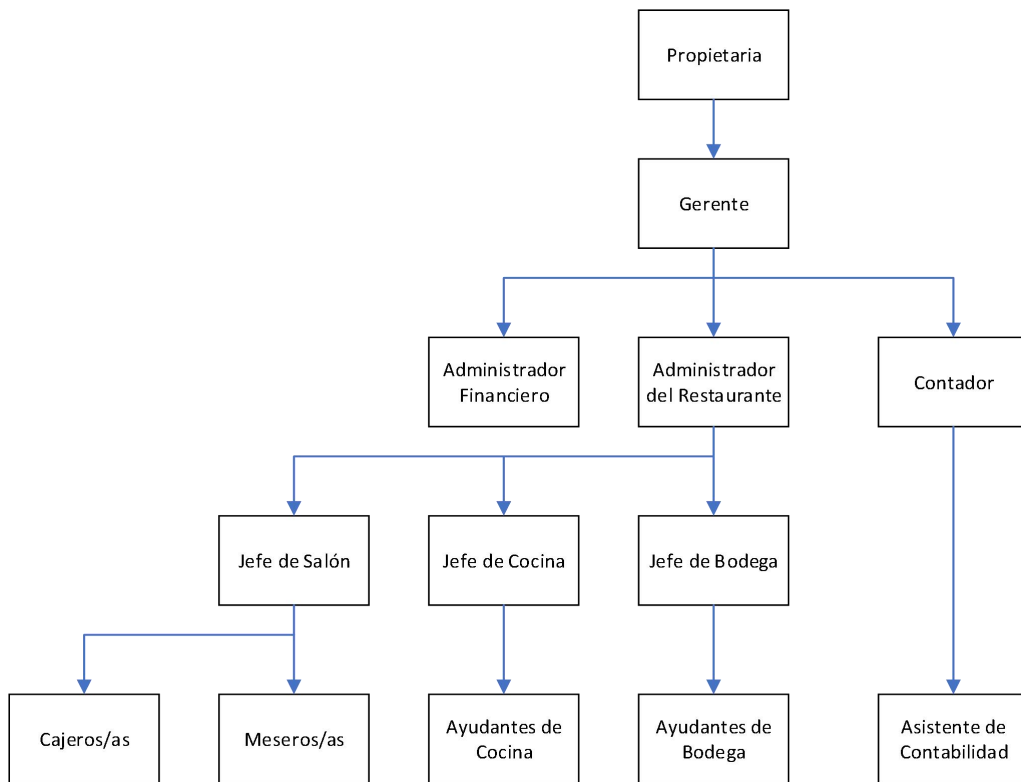 Propietaria
Gerente
Administrador
Financiero
Administrador
del Restaurante
Contador
Jefe de Salón
Jefe de Cocina
Jefe de Bodega
Cajeros/as
Meseros/as
Ayudantes de
Cocina
Ayudantes de
Bodega
Asistente de
Contabilidad